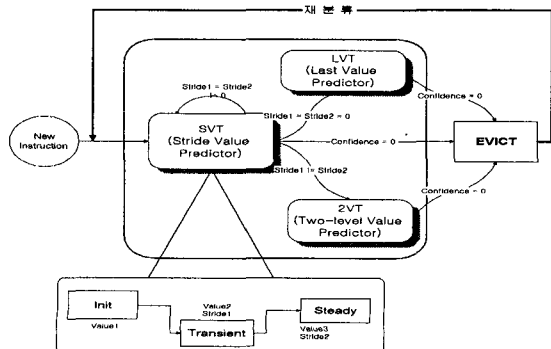 재 분 류
LVT
(Last Value
Predictor)
Stride1 = Stride2
!= 0
Stride1 = Stride2 = 0
Confidence = 0
New
Instruction
SVT
(Stride Value
Predictor)
Confidence = 0
EVICT
Stride1 != Stride2
Confidence = 0
2VT
(Two-level Value
Predictor)
Init
Value1
Value2
Stride1
Transient
Steady
Value3
Stride2